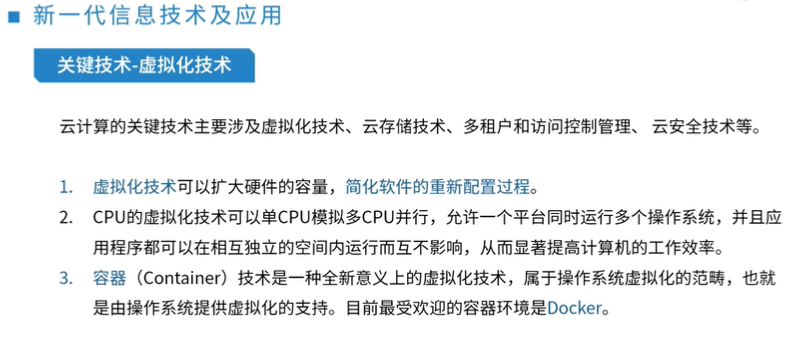 新一代信息技术及应用
关键技术-虚拟化技术
云计算的关键技术主要涉及虚拟化技术、云存储技术、多租户和访问控制管理、 云安全技术等。
1. 虚拟化技术可以扩大硬件的容量，简化软件的重新配置过程。
2. CPU的虚拟化技术可以单CPU模拟多CPU并行，允许一个平台同时运行多个操作系统，并且应
用程序都可以在相互独立的空间内运行而互不影响，从而显著提高计算机的工作效率。
3. 容器（Container）技术是一种全新意义上的虚拟化技术，属于操作系统虚拟化的范畴，也就
是由操作系统提供虚拟化的支持。目前最受欢迎的容器环境是Docker。